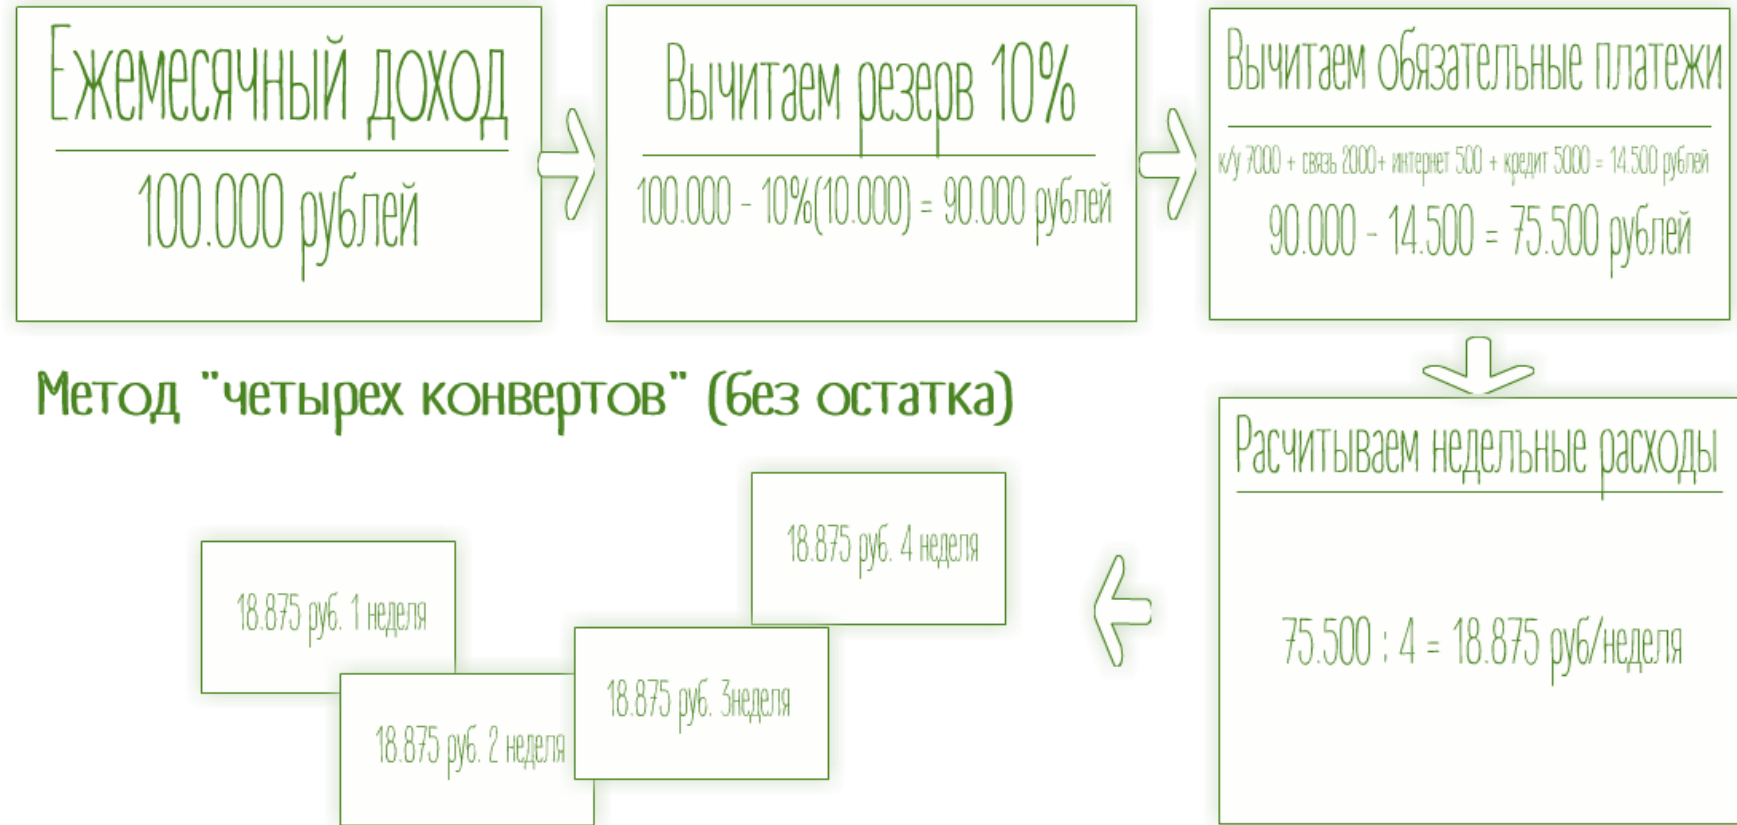 Ежемесячный доход
100.000 рублей
Вычитаем резерв 10%
100.000 - 10%(10.000) = 90.000 рублей
Вычитаем обязательные платежи
к/у 7000 + связь 2000+ интернет 500 + кредит 5000 = 14.500 рублей
90.000 - 14.500 = 75.500 рублей
Расчитываем недельные расходы
75.500 : 4 = 18.875 руб/неделя
Метод "четырех конвертов" (без остатка)
18.875 руб. 1 неделя
18.875 руб. 2 неделя
18.875 руб. 3неделя
18.875 руб. 4 неделя